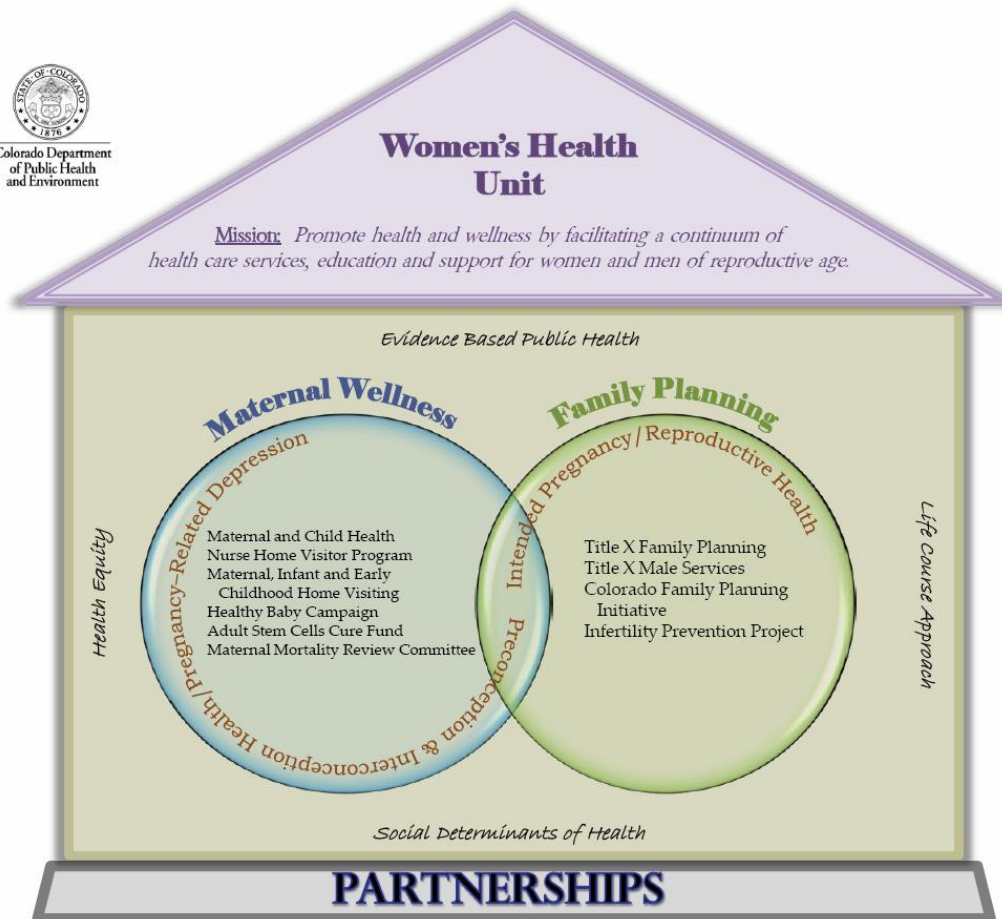 STATE OF COLORADO
1876
Colorado Department
of Public Health
and Environment
Women's Health
Unit
Mission: Promote health and wellness by facilitating a continuum of
health care services, education and support for women and men of reproductive age.
Evidence Based Public Health
Maternal Wellness
Family Planning
Preconception & Interconception Health/Pregnancy-Related Depression
Intended Pregnancy/Reproductive Health
Health Equity
Maternal and Child Health
Nurse Home Visitor Program
Maternal, Infant and Early
Childhood Home Visiting
Healthy Baby Campaign
Adult Stem Cells Cure Fund
Maternal Mortality Review Committee
Title X Family Planning
Title X Male Services
Colorado Family Planning
Initiative
Infertility Prevention Project
Life Course Approach
Social Determinants of Health
PARTNERSHIPS